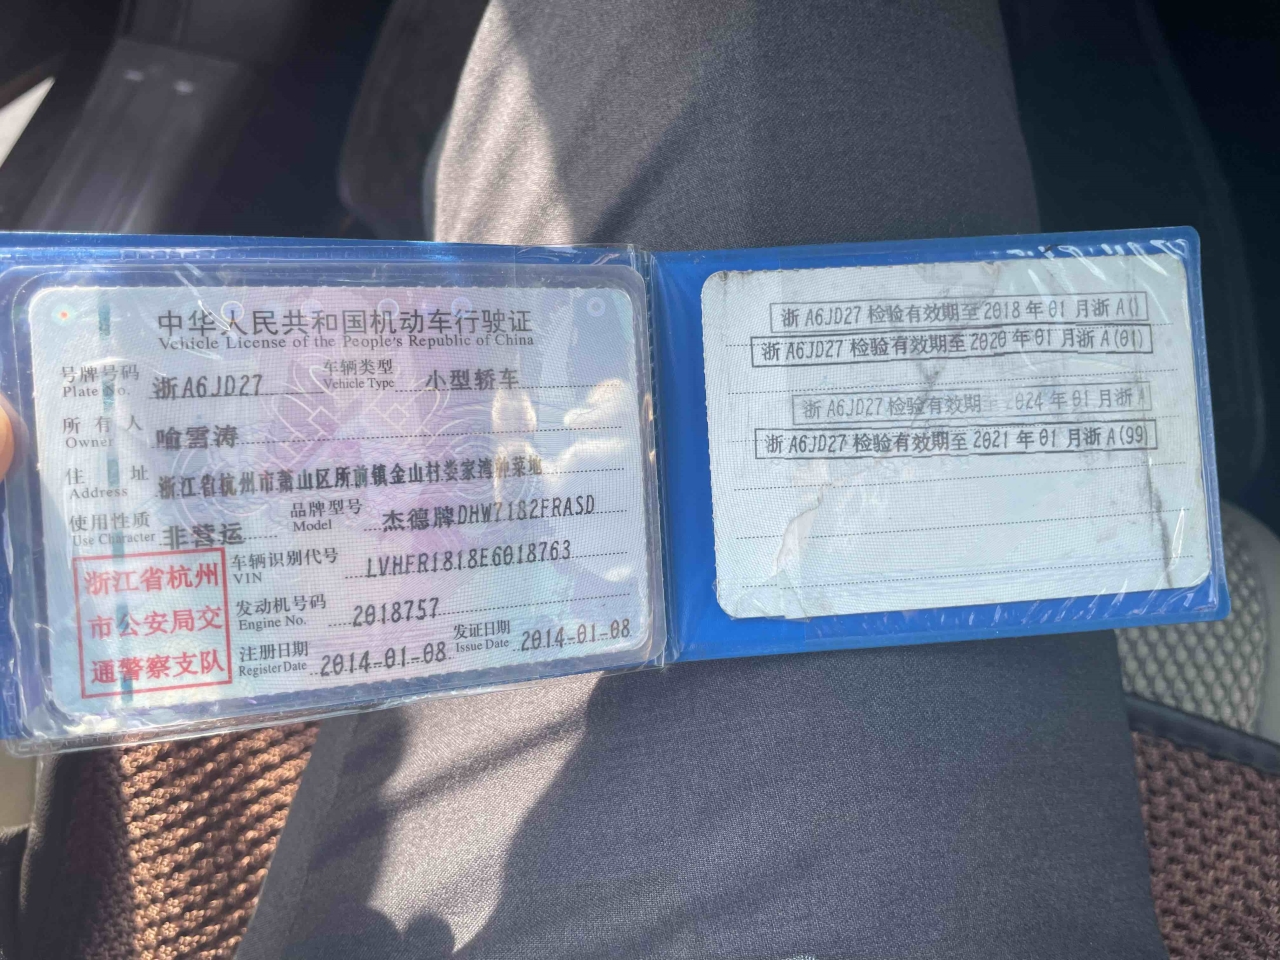 中华人民共和国机动车行驶证
Vehicle License of the People's Republic of China
号牌号码 Plate No. 浙A6JD27 车辆类型 Vehicle Type 小型轿车
所有人 Owner 喻雪涛
住址 Address 浙江省杭州市萧山区所前镇金山村娄家湾种菜地
使用性质 Use Character 非营运 品牌型号 Model 杰德牌DHW7182FRASD
车辆识别代号 VIN LVHFR1818E6018763
发动机号码 Engine No. 2018757
注册日期 Register Date 2014-01-08 发证日期 Issue Date 2014-01-08
浙江省杭州
市公安局交
通警察支队
浙A6JD27 检验有效期至2018年01月浙A()
浙A6JD27 检验有效期至2020年01月浙A(01)
浙A6JD27 检验有效期 2024年01月浙A
浙A6JD27 检验有效期至2021年01月浙A(99)